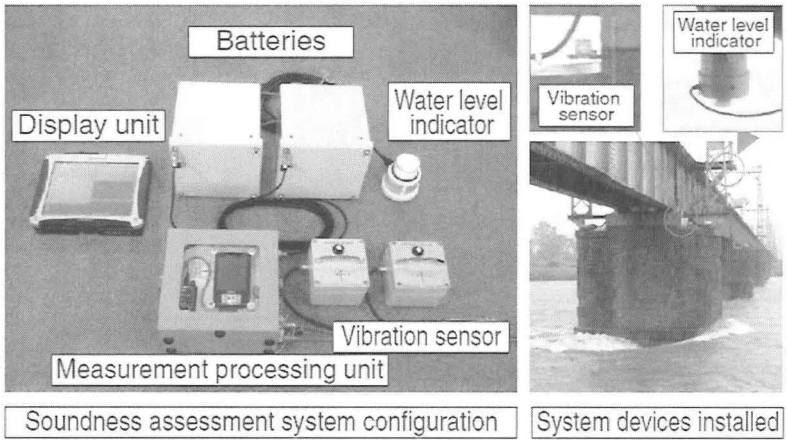 Batteries
Display unit
Water level
indicator
Vibration sensor
Measurement processing unit
Soundness assessment system configuration
Vibration
sensor
Water level
indicator
System devices installed